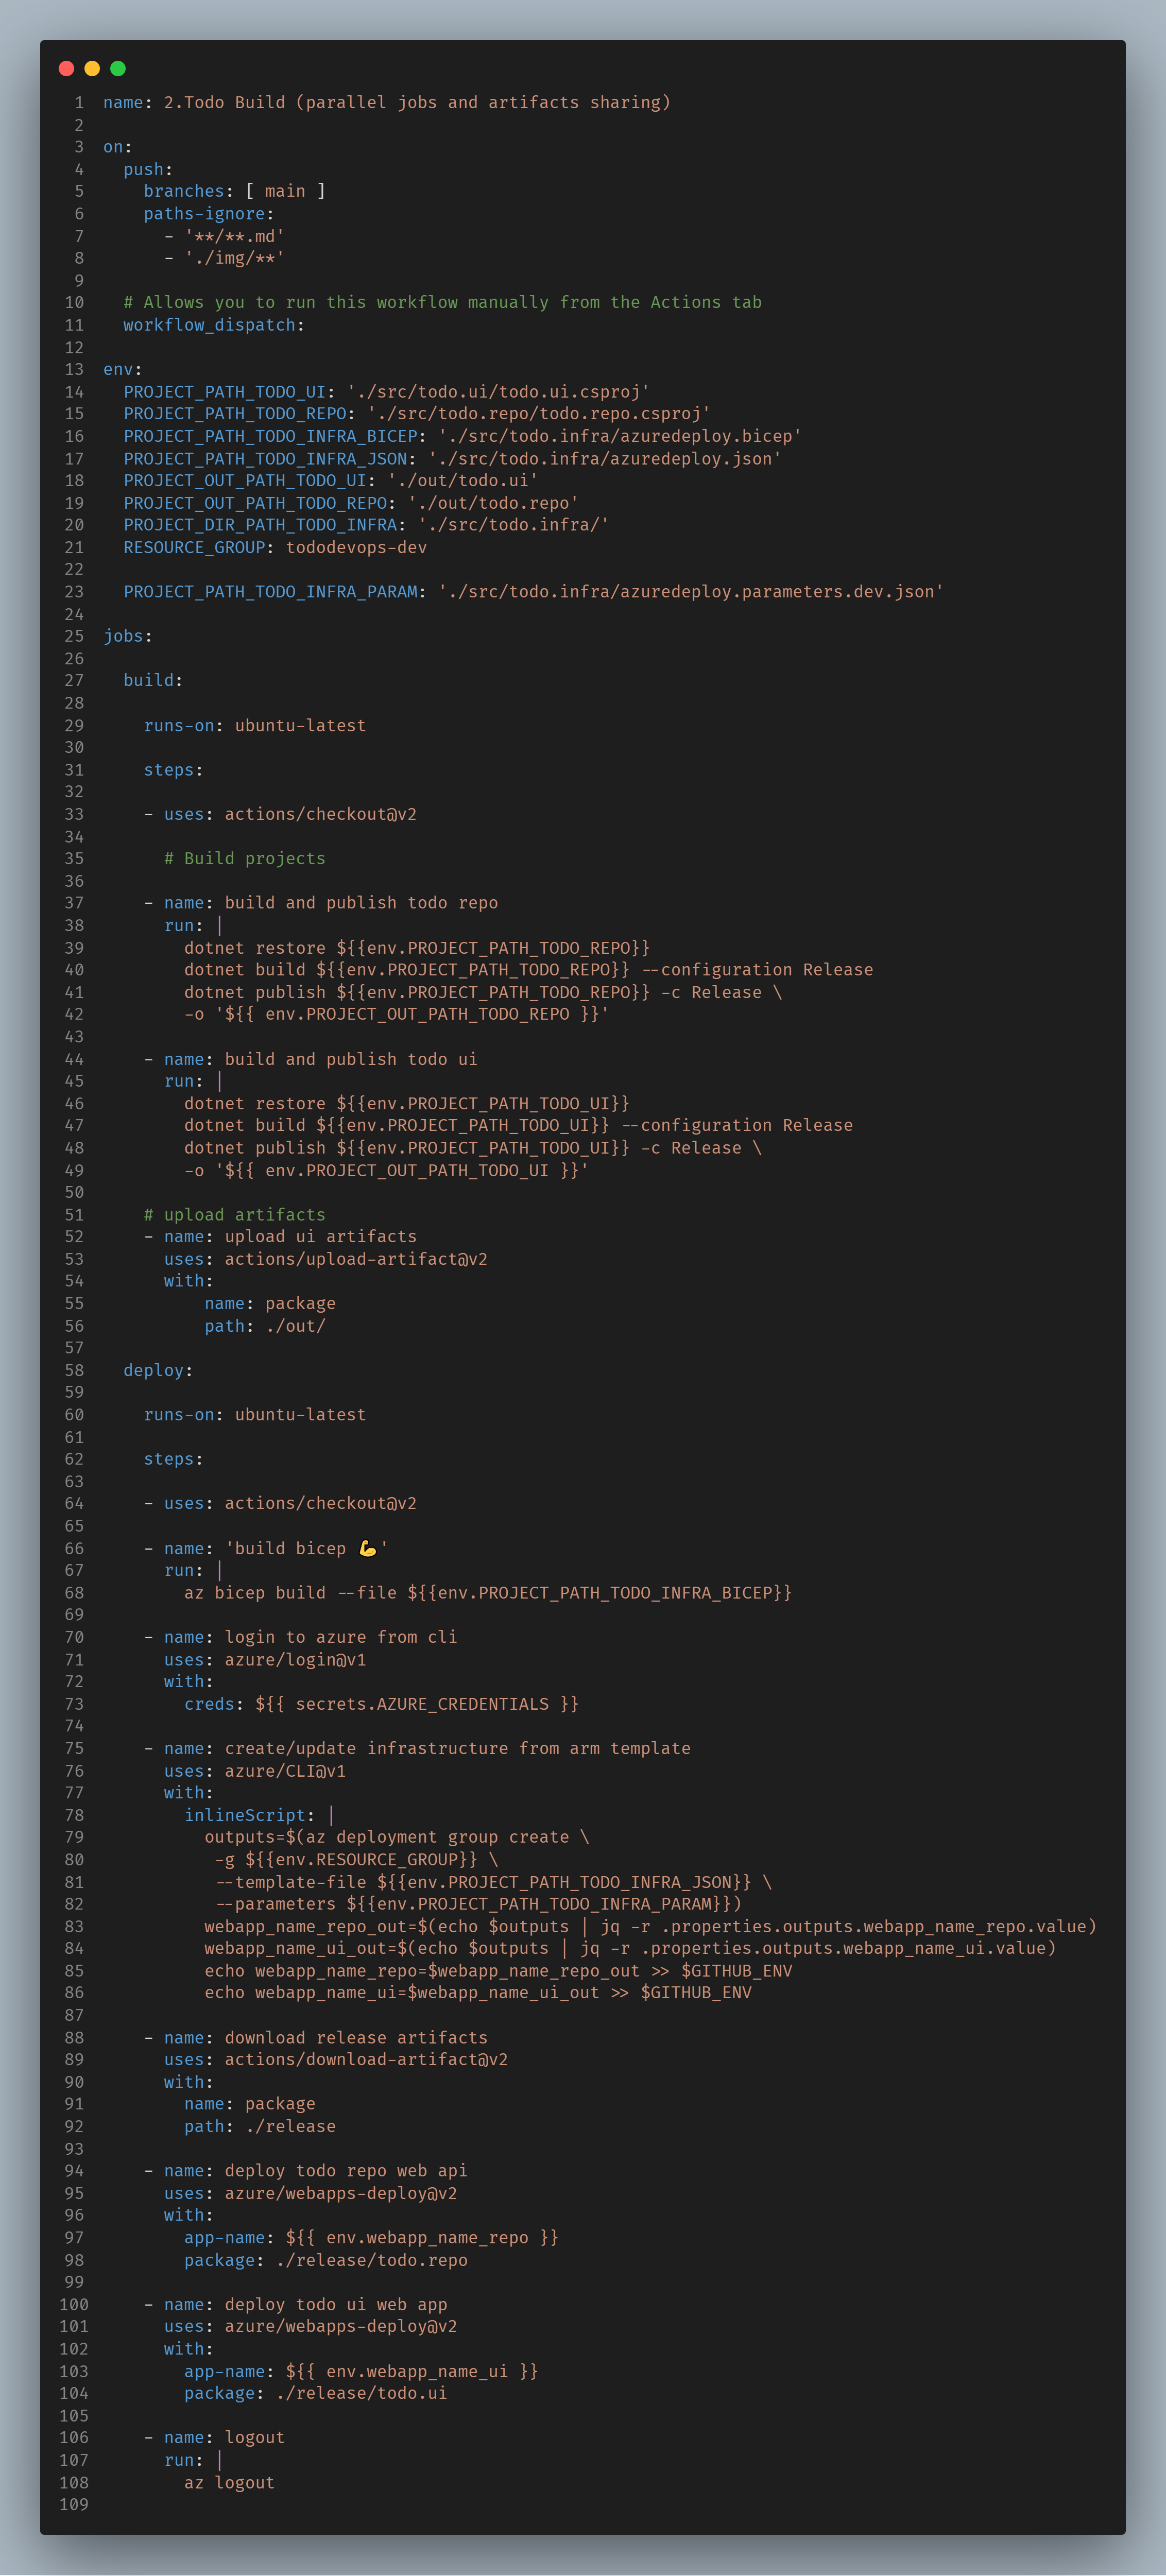 1 name: 2.Todo Build (parallel jobs and artifacts sharing)
2
3 on:
4   push:
5     branches: [ main ]
6     paths-ignore:
7       - '**/**.md'
8       - './img/**'
9
10   # Allows you to run this workflow manually from the Actions tab
11   workflow_dispatch:
12
13 env:
14   PROJECT_PATH_TODO_UI: './src/todo.ui/todo.ui.csproj'
15   PROJECT_PATH_TODO_REPO: './src/todo.repo/todo.repo.csproj'
16   PROJECT_PATH_TODO_INFRA_BICEP: './src/todo.infra/azuredeploy.bicep'
17   PROJECT_PATH_TODO_INFRA_JSON: './src/todo.infra/azuredeploy.json'
18   PROJECT_OUT_PATH_TODO_UI: './out/todo.ui'
19   PROJECT_OUT_PATH_TODO_REPO: './out/todo.repo'
20   PROJECT_DIR_PATH_TODO_INFRA: './src/todo.infra/'
21   RESOURCE_GROUP: tododevops-dev
22
23   PROJECT_PATH_TODO_INFRA_PARAM: './src/todo.infra/azuredeploy.parameters.dev.json'
24
25 jobs:
26
27   build:
28
29     runs-on: ubuntu-latest
30
31     steps:
32
33     - uses: actions/checkout@v2
34
35       # Build projects
36
37     - name: build and publish todo repo
38       run: |
39         dotnet restore ${{env.PROJECT_PATH_TODO_REPO}}
40         dotnet build ${{env.PROJECT_PATH_TODO_REPO}} --configuration Release
41         dotnet publish ${{env.PROJECT_PATH_TODO_REPO}} -c Release \
42         -o '${{ env.PROJECT_OUT_PATH_TODO_REPO }}'
43
44     - name: build and publish todo ui
45       run: |
46         dotnet restore ${{env.PROJECT_PATH_TODO_UI}}
47         dotnet build ${{env.PROJECT_PATH_TODO_UI}} --configuration Release
48         dotnet publish ${{env.PROJECT_PATH_TODO_UI}} -c Release \
49         -o '${{ env.PROJECT_OUT_PATH_TODO_UI }}'
50
51     # upload artifacts
52     - name: upload ui artifacts
53       uses: actions/upload-artifact@v2
54       with:
55           name: package
56           path: ./out/
57
58   deploy:
59
60     runs-on: ubuntu-latest
61
62     steps:
63
64     - uses: actions/checkout@v2
65
66     - name: 'build bicep 💪'
67       run: |
68         az bicep build --file ${{env.PROJECT_PATH_TODO_INFRA_BICEP}}
69
70     - name: login to azure from cli
71       uses: azure/login@v1
72       with:
73         creds: ${{ secrets.AZURE_CREDENTIALS }}
74
75     - name: create/update infrastructure from arm template
76       uses: azure/CLI@v1
77       with:
78         inlineScript: |
79           outputs=$(az deployment group create \
80            -g ${{env.RESOURCE_GROUP}} \
81            --template-file ${{env.PROJECT_PATH_TODO_INFRA_JSON}} \
82            --parameters ${{env.PROJECT_PATH_TODO_INFRA_PARAM}})
83           webapp_name_repo_out=$(echo $outputs | jq -r .properties.outputs.webapp_name_repo.value)
84           webapp_name_ui_out=$(echo $outputs | jq -r .properties.outputs.webapp_name_ui.value)
85           echo webapp_name_repo=$webapp_name_repo_out >> $GITHUB_ENV
86           echo webapp_name_ui=$webapp_name_ui_out >> $GITHUB_ENV
87
88     - name: download release artifacts
89       uses: actions/download-artifact@v2
90       with:
91         name: package
92         path: ./release
93
94     - name: deploy todo repo web api
95       uses: azure/webapps-deploy@v2
96       with:
97         app-name: ${{ env.webapp_name_repo }}
98         package: ./release/todo.repo
99
100     - name: deploy todo ui web app
101       uses: azure/webapps-deploy@v2
102       with:
103         app-name: ${{ env.webapp_name_ui }}
104         package: ./release/todo.ui
105
106     - name: logout
107       run: |
108         az logout
109